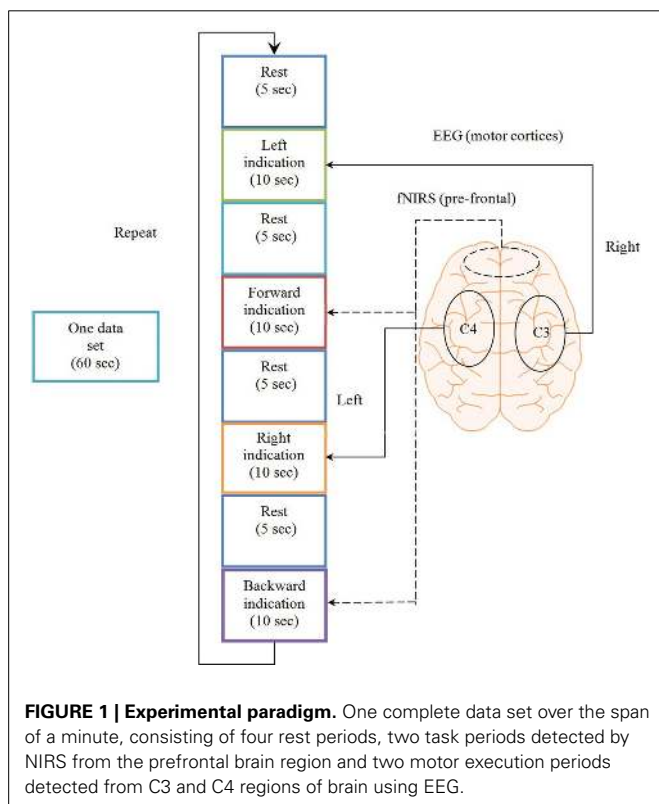 Rest
(5 sec)
EEG (motor cortices)
Left
indication
(10 sec)
fNIRS (pre-frontal)
Repeat
Rest
(5 sec)
Right
Forward
indication
(10 sec)
One data
set
(60 sec)
C4
C3
Rest
(5 sec)
Left
Right
indication
(10 sec)
Rest
(5 sec)
Backward
indication
(10 sec)
FIGURE 1 | Experimental paradigm. One complete data set over the span
of a minute, consisting of four rest periods, two task periods detected by
NIRS from the prefrontal brain region and two motor execution periods
detected from C3 and C4 regions of brain using EEG.